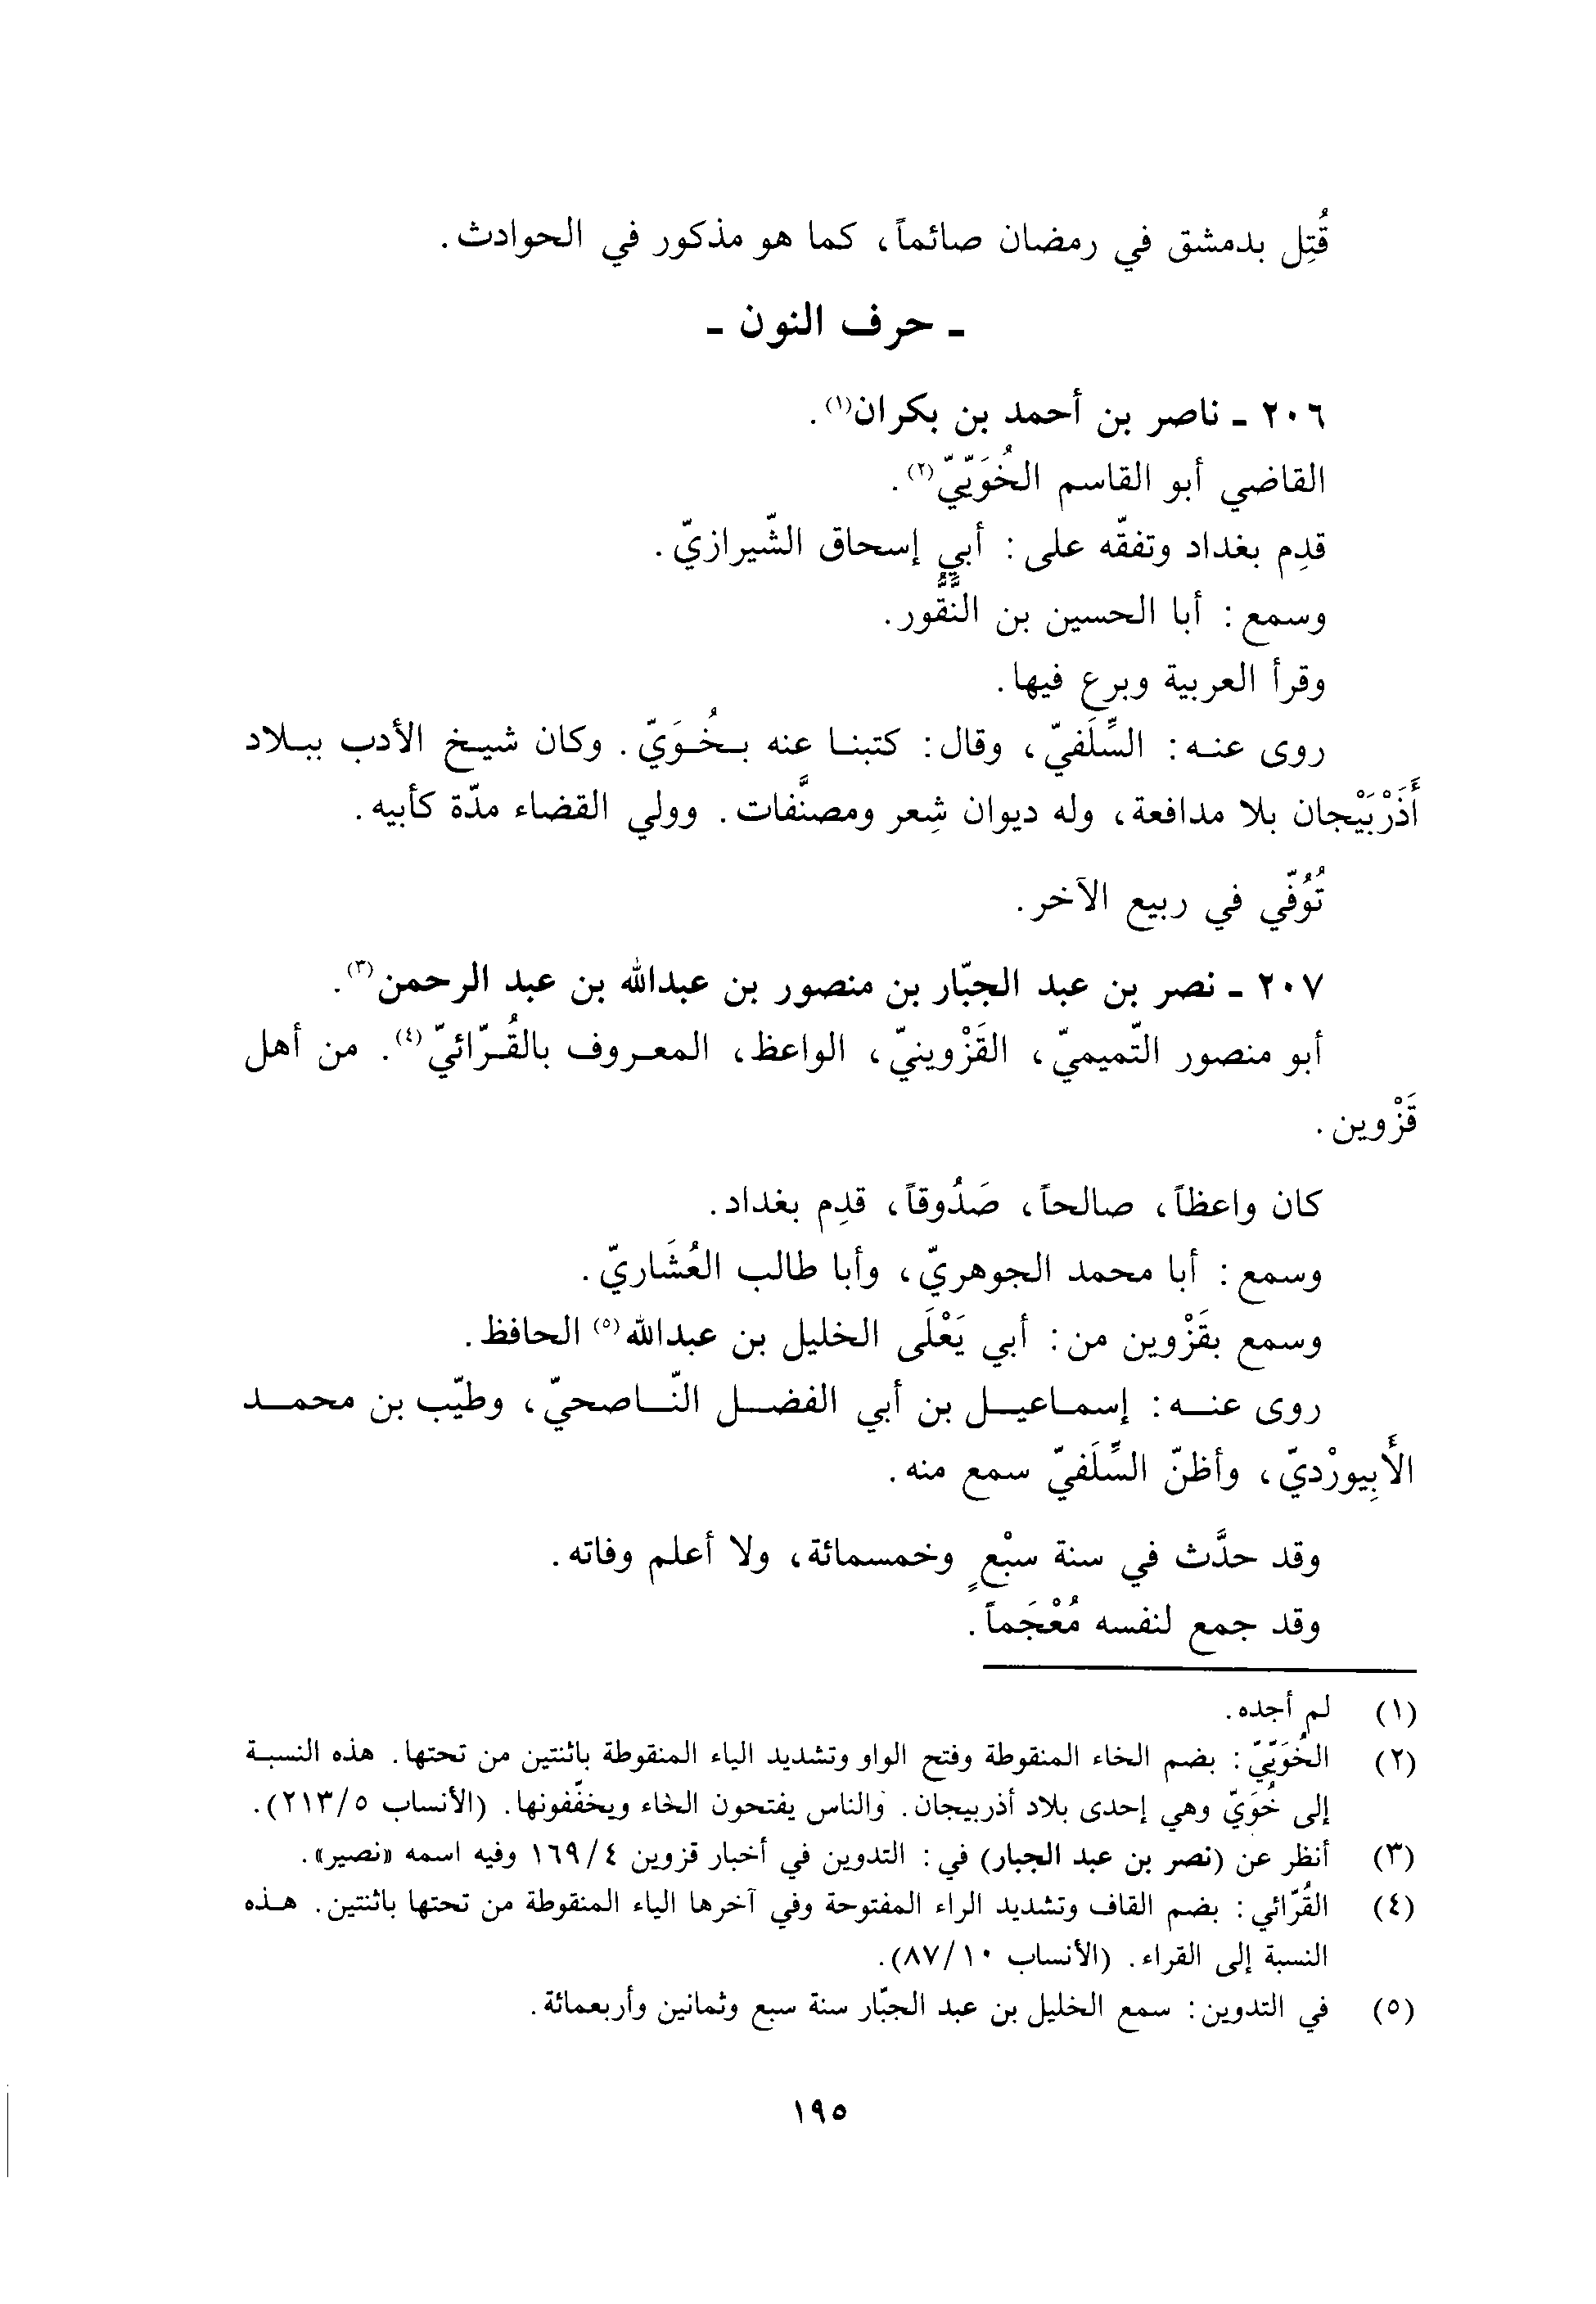 قُتِل بدمشق في رمضان صائماً، كما هو مذكور في الحوادث.
ـ حرف النون ـ
٢٠٦ ـ ناصر بن أحمد بن بكران(١).
القاضي أبو القاسم الخُوَيّيّ(٢).
قدِم بغداد وتفقّه على: أبي إسحاق الشّيرازيّ.
وسمع: أبا الحسين بن النَّقُّور.
وقرأ العربية وبرع فيها.
روى عنه: السِّلَفيّ، وقال: كتبنا عنه بخُوَيّ. وكان شيخ الأدب ببلاد
أَذَرْبَيْجان بلا مدافعة، وله ديوان شِعر ومصنَّفات. وولي القضاء مدّة كأبيه.
تُوُفّي في ربيع الآخر.
٢٠٧ ـ نصر بن عبد الجبّار بن منصور بن عبدالله بن عبد الرحمن(٣).
أبو منصور التّميميّ، القَزْوينيّ، الواعظ، المعروف بالقُرّائيّ(٤). من أهل
قَزْوين.
كان واعظاً، صالحاً، صَدُوقاً، قدِم بغداد.
وسمع: أبا محمد الجوهريّ، وأبا طالب العُشَاريّ.
وسمع بقَزْوين من: أبي يَعْلَى الخليل بن عبدالله(٥) الحافظ.
روى عنه: إسماعيل بن أبي الفضل النّاصحيّ، وطيّب بن محمد
الأَبِيورْديّ، وأظنّ السِّلَفيّ سمع منه.
وقد حدَّث في سنة سبْعٍ وخمسمائة، ولا أعلم وفاته.
وقد جمع لنفسه مُعْجَماً.
(١) لم أجده.
(٢) الخُوَيّيّ: بضم الخاء المنقوطة وفتح الواو وتشديد الياء المنقوطة باثنتين من تحتها. هذه النسبة
إلى خُوَيّ وهي إحدى بلاد أذربيجان. والناس يفتحون الخاء ويخفّفونها. (الأنساب ٢١٣/٥).
(٣) أنظر عن (نصر بن عبد الجبار) في: التدوين في أخبار قزوين ١٦٩/٤ وفيه اسمه «نصير».
(٤) القُرّائي: بضم القاف وتشديد الراء المفتوحة وفي آخرها الياء المنقوطة من تحتها باثنتين. هذه
النسبة إلى القراء. (الأنساب ٨٧/١٠).
(٥) في التدوين: سمع الخليل بن عبد الجبّار سنة سبع وثمانين وأربعمائة.
١٩٥